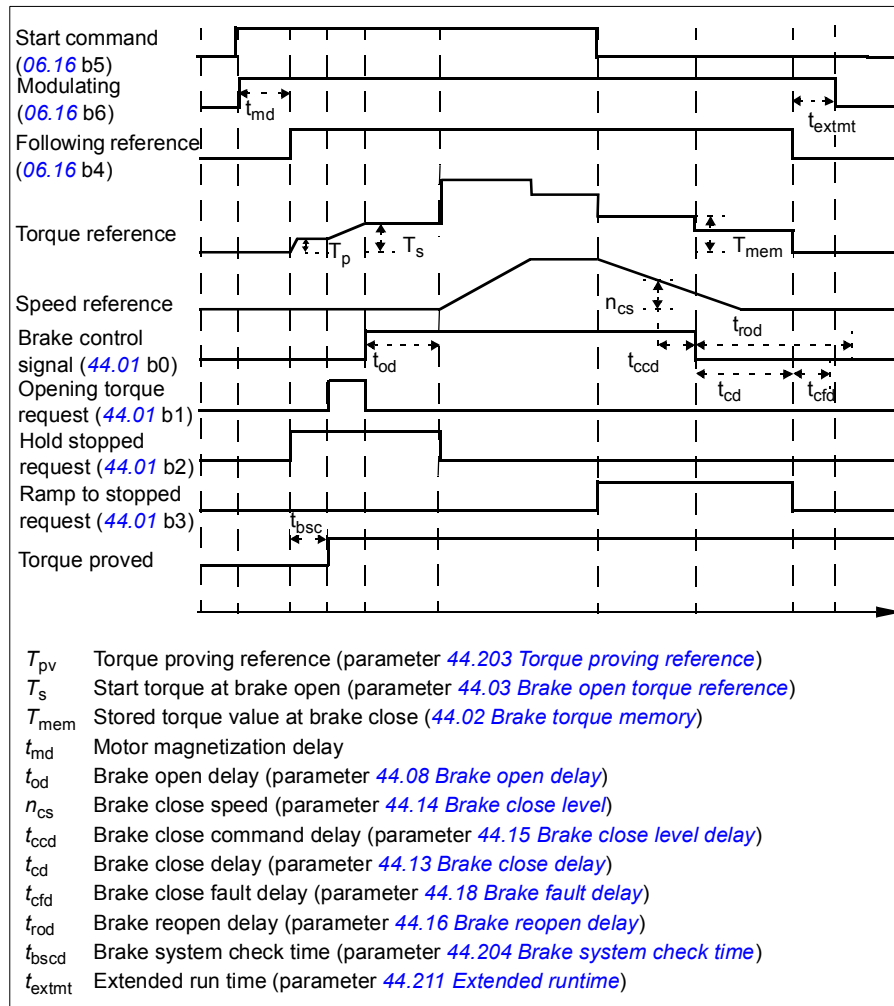 Start command
(06.16 b5)
Modulating
(06.16 b6)
t_md
t_extmt
Following reference
(06.16 b4)
Torque reference
T_p
T_s
T_mem
Speed reference
n_cs
t_rod
Brake control
signal (44.01 b0)
t_od
t_ccd
t_cd
t_cfd
Opening torque
request (44.01 b1)
Hold stopped
request (44.01 b2)
Ramp to stopped
request (44.01 b3)
t_bsc
Torque proved
T_pv Torque proving reference (parameter 44.203 Torque proving reference)
T_s Start torque at brake open (parameter 44.03 Brake open torque reference)
T_mem Stored torque value at brake close (44.02 Brake torque memory)
t_md Motor magnetization delay
t_od Brake open delay (parameter 44.08 Brake open delay)
n_cs Brake close speed (parameter 44.14 Brake close level)
t_ccd Brake close command delay (parameter 44.15 Brake close level delay)
t_cd Brake close delay (parameter 44.13 Brake close delay)
t_cfd Brake close fault delay (parameter 44.18 Brake fault delay)
t_rod Brake reopen delay (parameter 44.16 Brake reopen delay)
t_bscd Brake system check time (parameter 44.204 Brake system check time)
t_extmt Extended run time (parameter 44.211 Extended runtime)